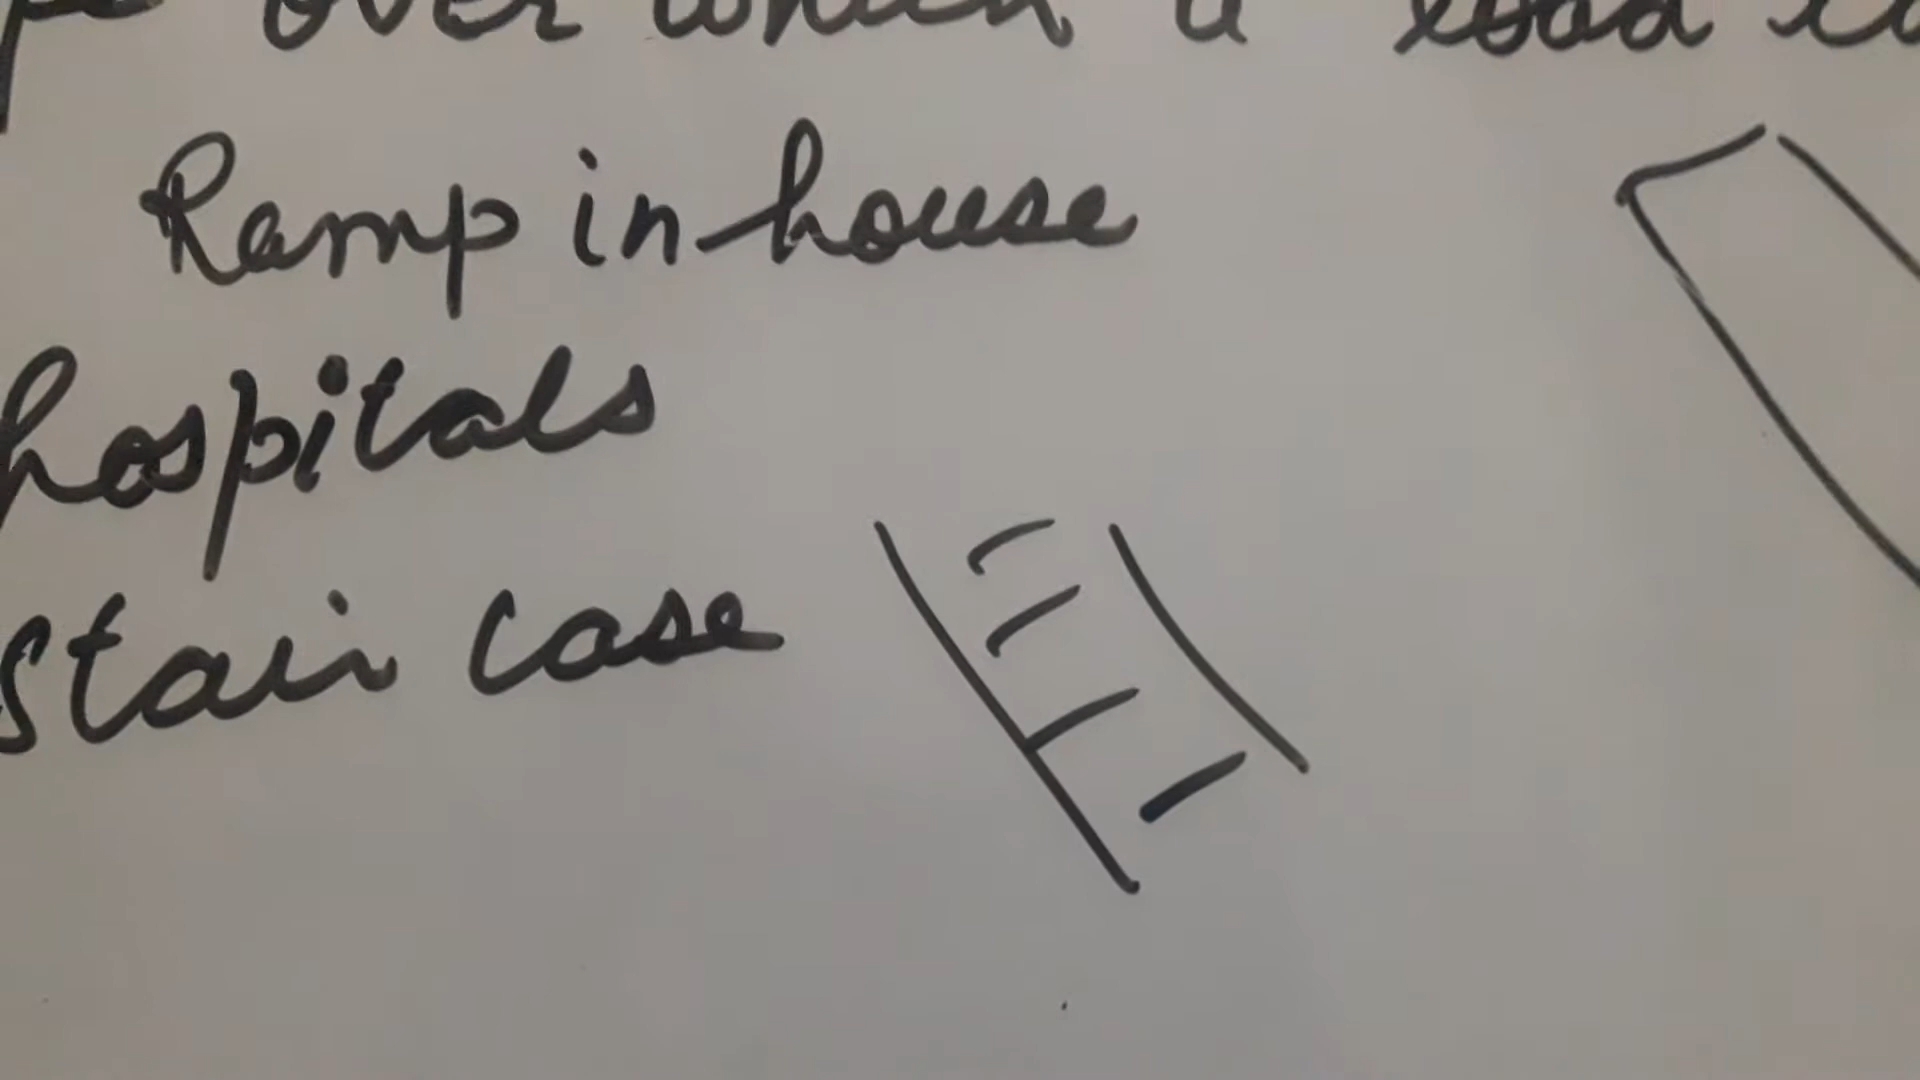 over which a load
Ramp in house
hospitals
stair case